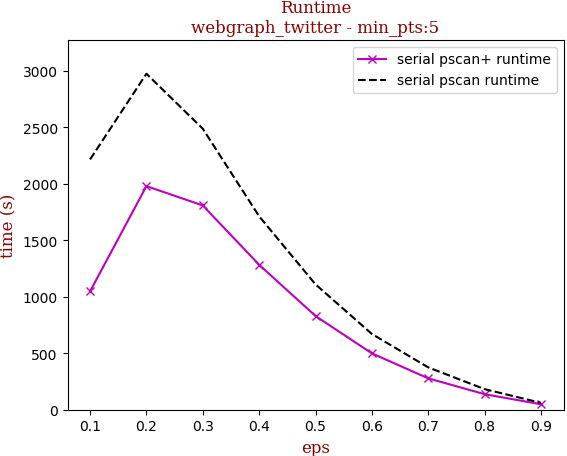 Runtime
webgraph_twitter - min_pts:5
serial pscan+ runtime
serial pscan runtime
time (s)
3000
2500
2000
1500
1000
500
0
0.1 0.2 0.3 0.4 0.5 0.6 0.7 0.8 0.9
eps